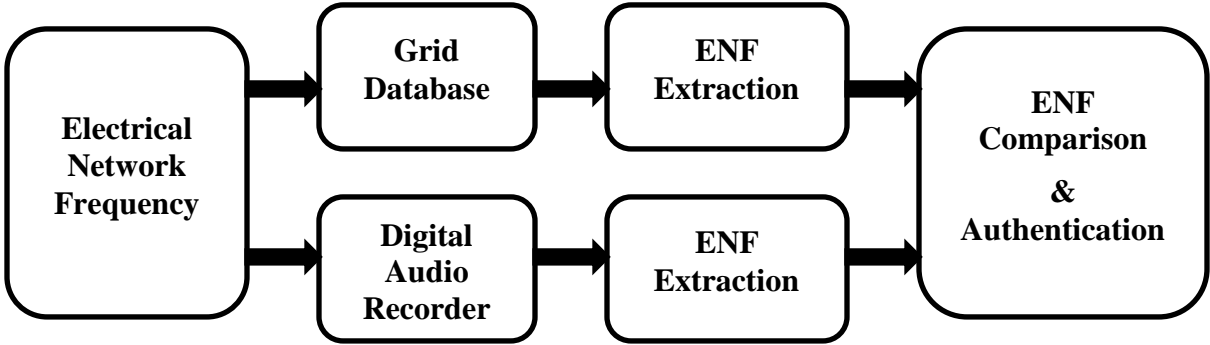 Electrical
Network
Frequency
Grid
Database
ENF
Extraction
Digital
Audio
Recorder
ENF
Extraction
ENF
Comparison
&
Authentication